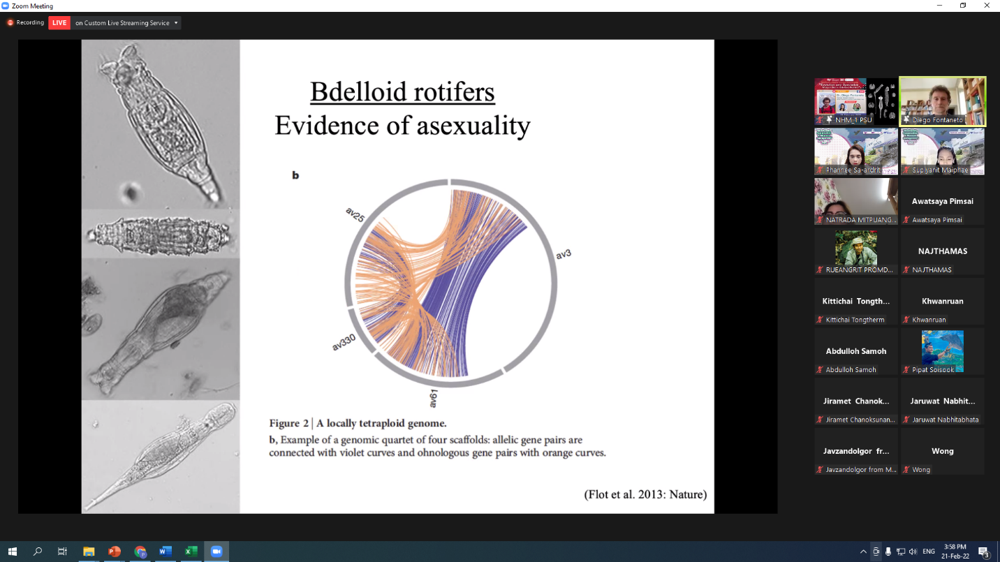 Zoom Meeting
Recording
LIVE
on Custom Live Streaming Service
Bdelloid rotifers
Evidence of asexuality
b
av25
av3
av330
av61
Figure 2 | A locally tetraploid genome.
b, Example of a genomic quartet of four scaffolds: allelic gene pairs are
connected with violet curves and ohnologous gene pairs with orange curves.
(Flot et al. 2013: Nature)
NHM_1 PSU
Diego Fontaneto
Phannee Sa-ardrit
Supiyanit Maiphae
NATRADA MITPUANG...
Awatsaya Pimsai
Awatsaya Pimsai
RUEANGRIT PROMD...
NAJTHAMAS
NAJTHAMAS
Kittichai Tongth...
Kittichai Tongtherm
Khwanruan
Khwanruan
Abdulloh Samoh
Abdulloh Samoh
Pipat Soisook
Jiramet Chanok...
Jiramet Chanoksunan...
Jaruwat Nabhit...
Jaruwat Nabhitabhata
Javzandolgor fr...
Javzandolgor from M...
Wong
Wong
ENG
3:58 PM
21-Feb-22
3